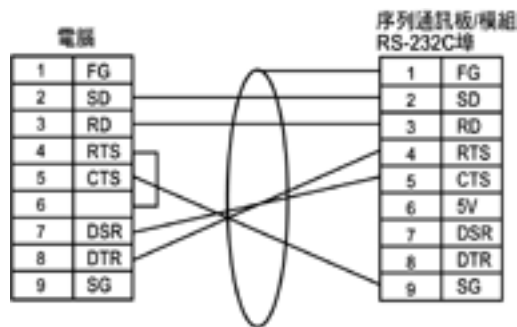 電腦
序列通訊板/模組
RS-232C埠
1 FG
2 SD
3 RD
4 RTS
5 CTS
6
7 DSR
8 DTR
9 SG
1 FG
2 SD
3 RD
4 RTS
5 CTS
6 5V
7 DSR
8 DTR
9 SG